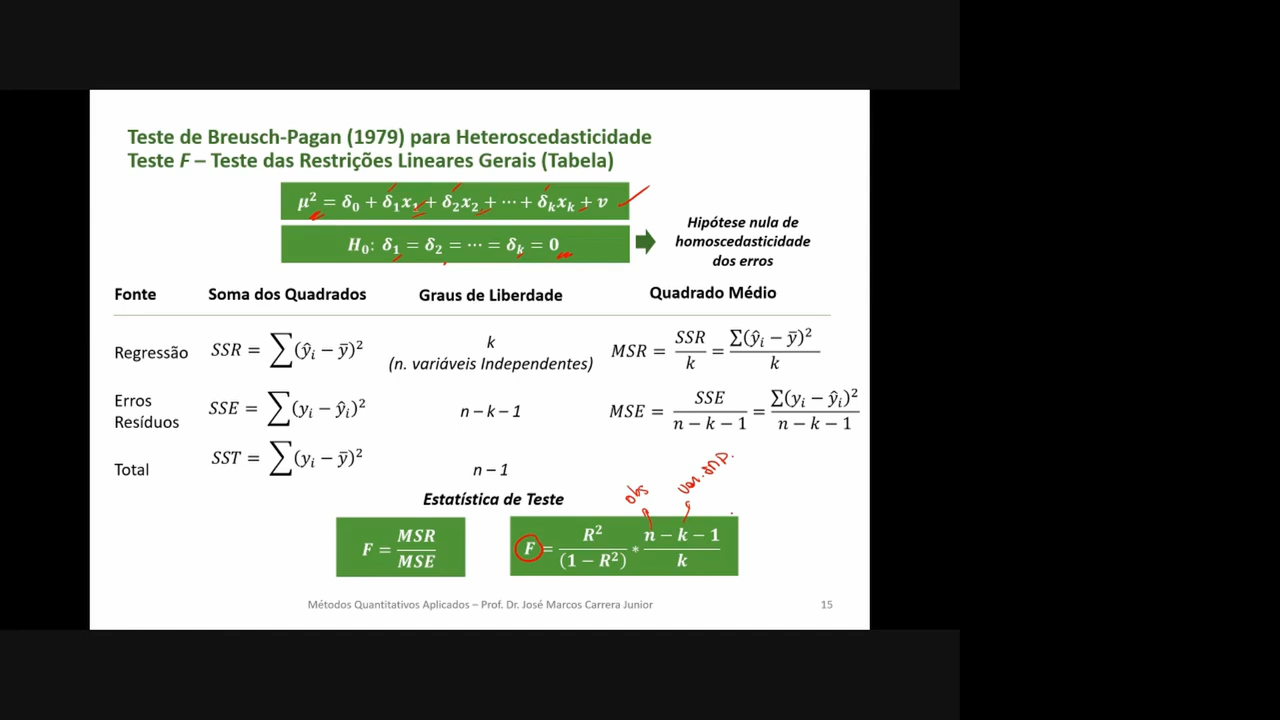 Teste de Breusch-Pagan (1979) para Heteroscedasticidade
Teste F – Teste das Restrições Lineares Gerais (Tabela)
μ² = δ₀ + δ₁x₁ + δ₂x₂ + ⋯ + δₖxₖ + v
H₀: δ₁ = δ₂ = ⋯ = δₖ = 0
Hipótese nula de
homoscedasticidade
dos erros
Fonte Soma dos Quadrados Graus de Liberdade Quadrado Médio
Regressão SSR = ∑(ŷᵢ − ȳ)² k (n. variáveis Independentes) MSR = SSR/k = ∑(ŷᵢ − ȳ)²/k
Erros Resíduos SSE = ∑(yᵢ − ŷᵢ)² n – k – 1 MSE = SSE/(n − k − 1) = ∑(yᵢ − ŷᵢ)²/(n − k − 1)
Total SST = ∑(yᵢ − ȳ)² n – 1
Estatística de Teste
obs
F = MSR/MSE
F = R²/(1 − R²) * (n − k − 1)/k
Métodos Quantitativos Aplicados – Prof. Dr. José Marcos Carrera Junior 15